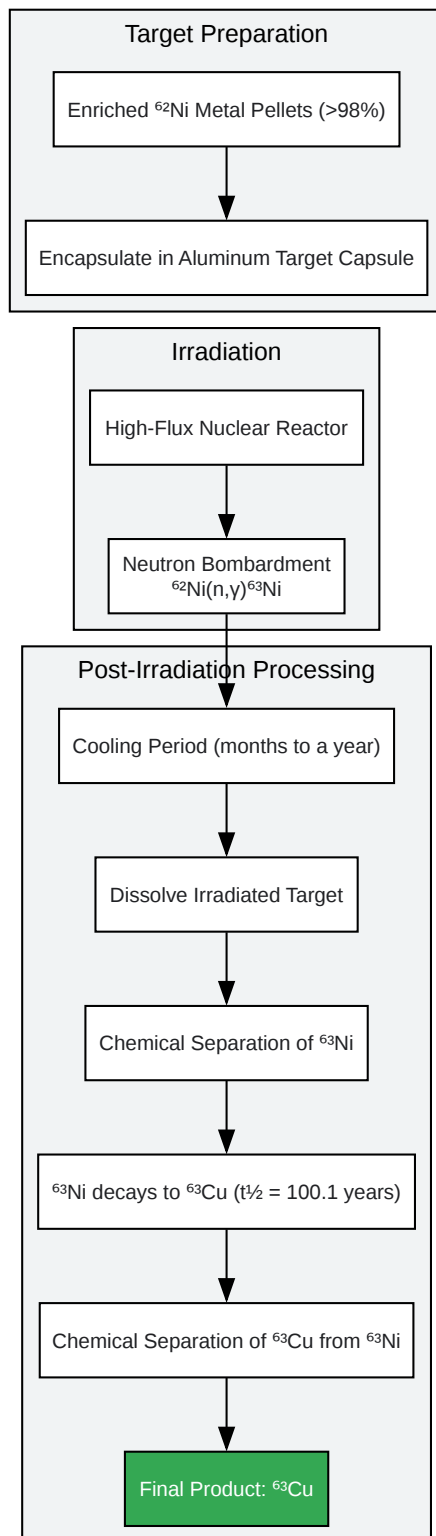 Target Preparation
Enriched ⁶²Ni Metal Pellets (>98%)
Encapsulate in Aluminum Target Capsule
Irradiation
High-Flux Nuclear Reactor
Neutron Bombardment
⁶²Ni(n,γ)⁶³Ni
Post-Irradiation Processing
Cooling Period (months to a year)
Dissolve Irradiated Target
Chemical Separation of ⁶³Ni
⁶³Ni decays to ⁶³Cu (t½ = 100.1 years)
Chemical Separation of ⁶³Cu from ⁶³Ni
Final Product: ⁶³Cu